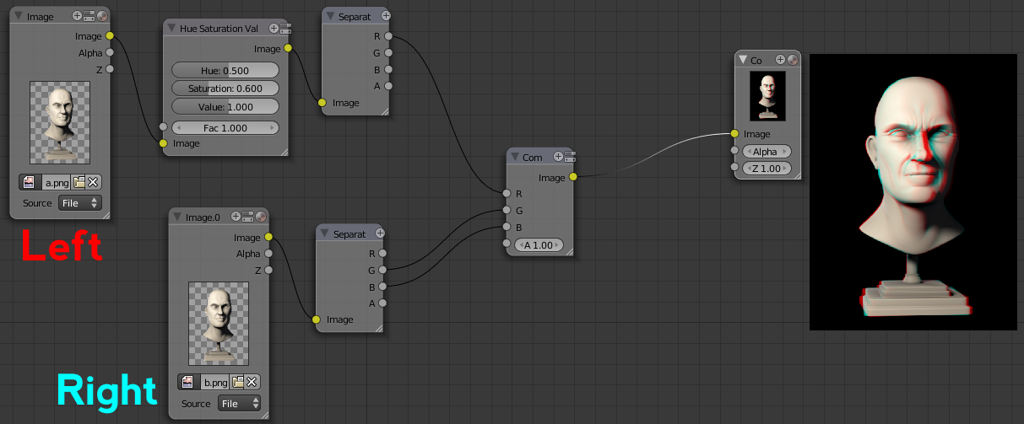 Image
Image
Alpha
Z
a.png
Source File
Left
Hue Saturation Val
Image
Hue: 0.500
Saturation: 0.600
Value: 1.000
Fac 1.000
Image
Separat
R
G
B
A
Image
Image.0
Image
Alpha
Z
b.png
Source File
Right
Separat
R
G
B
A
Image
Com
Image
R
G
B
A 1.00
Co
Image
Alpha
Z 1.00